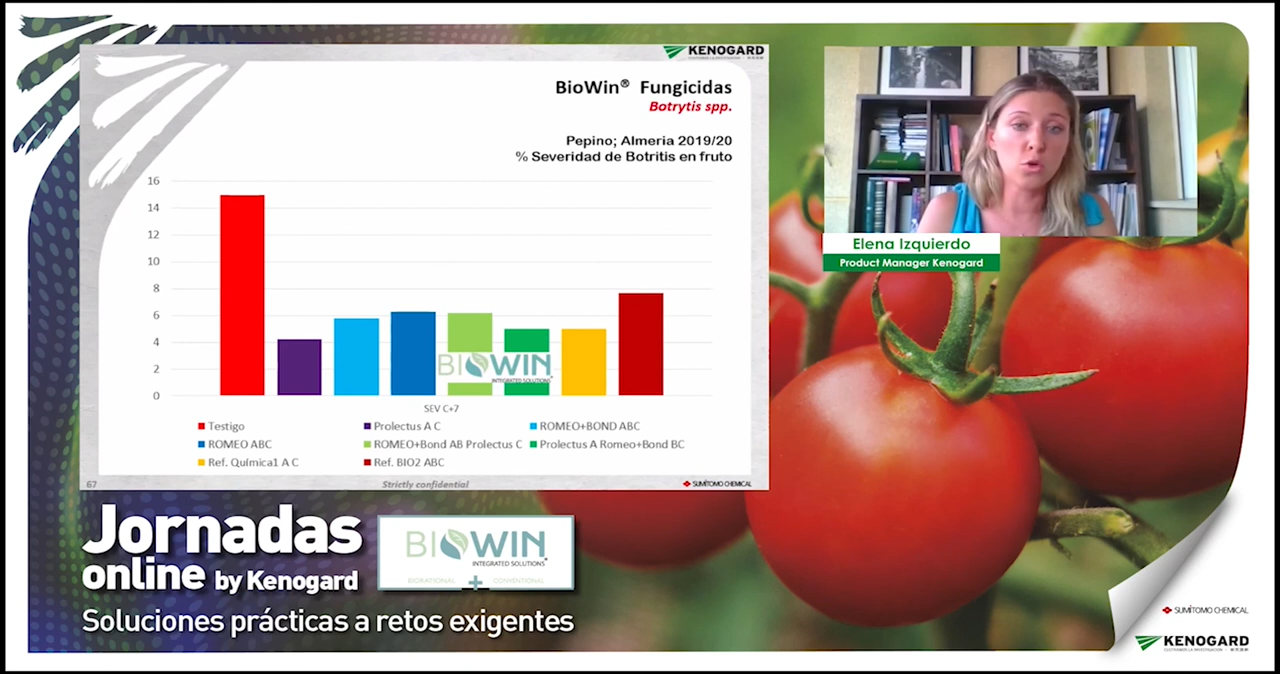 KENOGARD
BioWin® Fungicidas
Botrytis spp.
Pepino; Almeria 2019/20
% Severidad de Botritis en fruto
16
14
12
10
8
6
4
2
0
BIOWIN
INTEGRATED SOLUTIONS™
SEV C+7
Testigo
Prolectus A C
ROMEO+BOND ABC
ROMEO ABC
ROMEO+Bond AB Prolectus C
Prolectus A Romeo+Bond BC
Ref. Química1 A C
Ref. BIO2 ABC
67
Strictly confidential
SUMITOMO CHEMICAL
Elena Izquierdo
Product Manager Kenogard
Jornadas
online by Kenogard
BIOWIN
INTEGRATED SOLUTIONS™
BIORATIONAL + CONVENTIONAL
Soluciones prácticas a retos exigentes
SUMITOMO CHEMICAL
KENOGARD